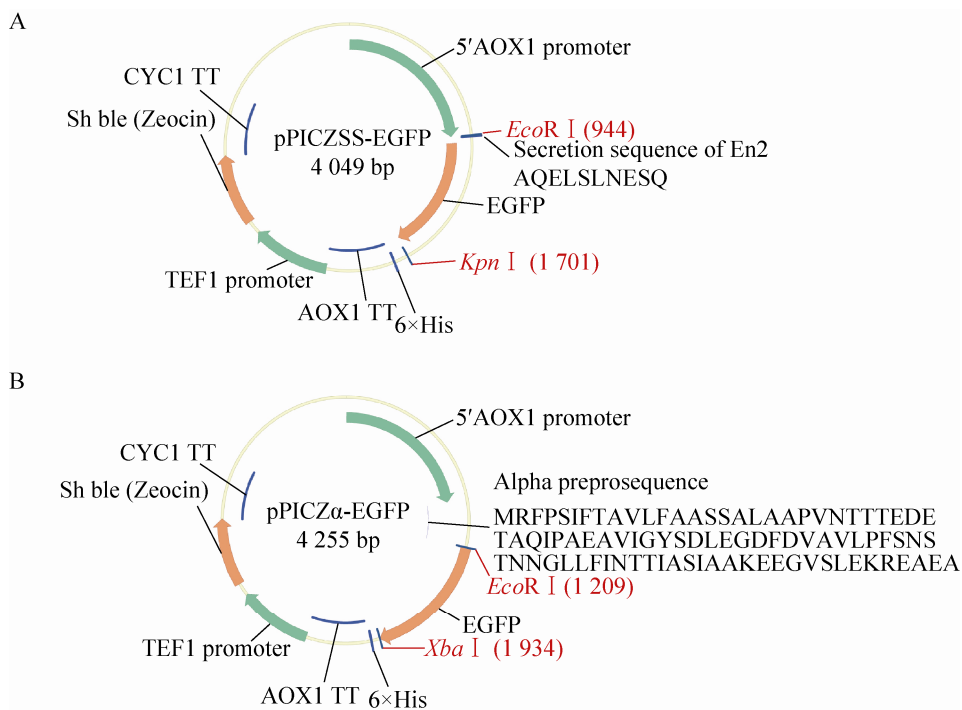 A
5′AOX1 promoter
CYC1 TT
Sh ble (Zeocin)
pPICZSS-EGFP
4 049 bp
EcoR Ⅰ (944)
Secretion sequence of En2
AQELSLNESQ
EGFP
Kpn Ⅰ (1 701)
TEF1 promoter
AOX1 TT
6×His
B
5′AOX1 promoter
CYC1 TT
Sh ble (Zeocin)
pPICZα-EGFP
4 255 bp
Alpha preprosequence
MRFPSIFTAVLFAASSALAAPVNTTTEDE
TAQIPAEAVIGYSDLEGDFDVAVLPFSNS
TNNGLLFINTTIASIAAKEEGVSLEKREAEA
EcoR Ⅰ (1 209)
EGFP
Xba Ⅰ (1 934)
TEF1 promoter
AOX1 TT
6×His